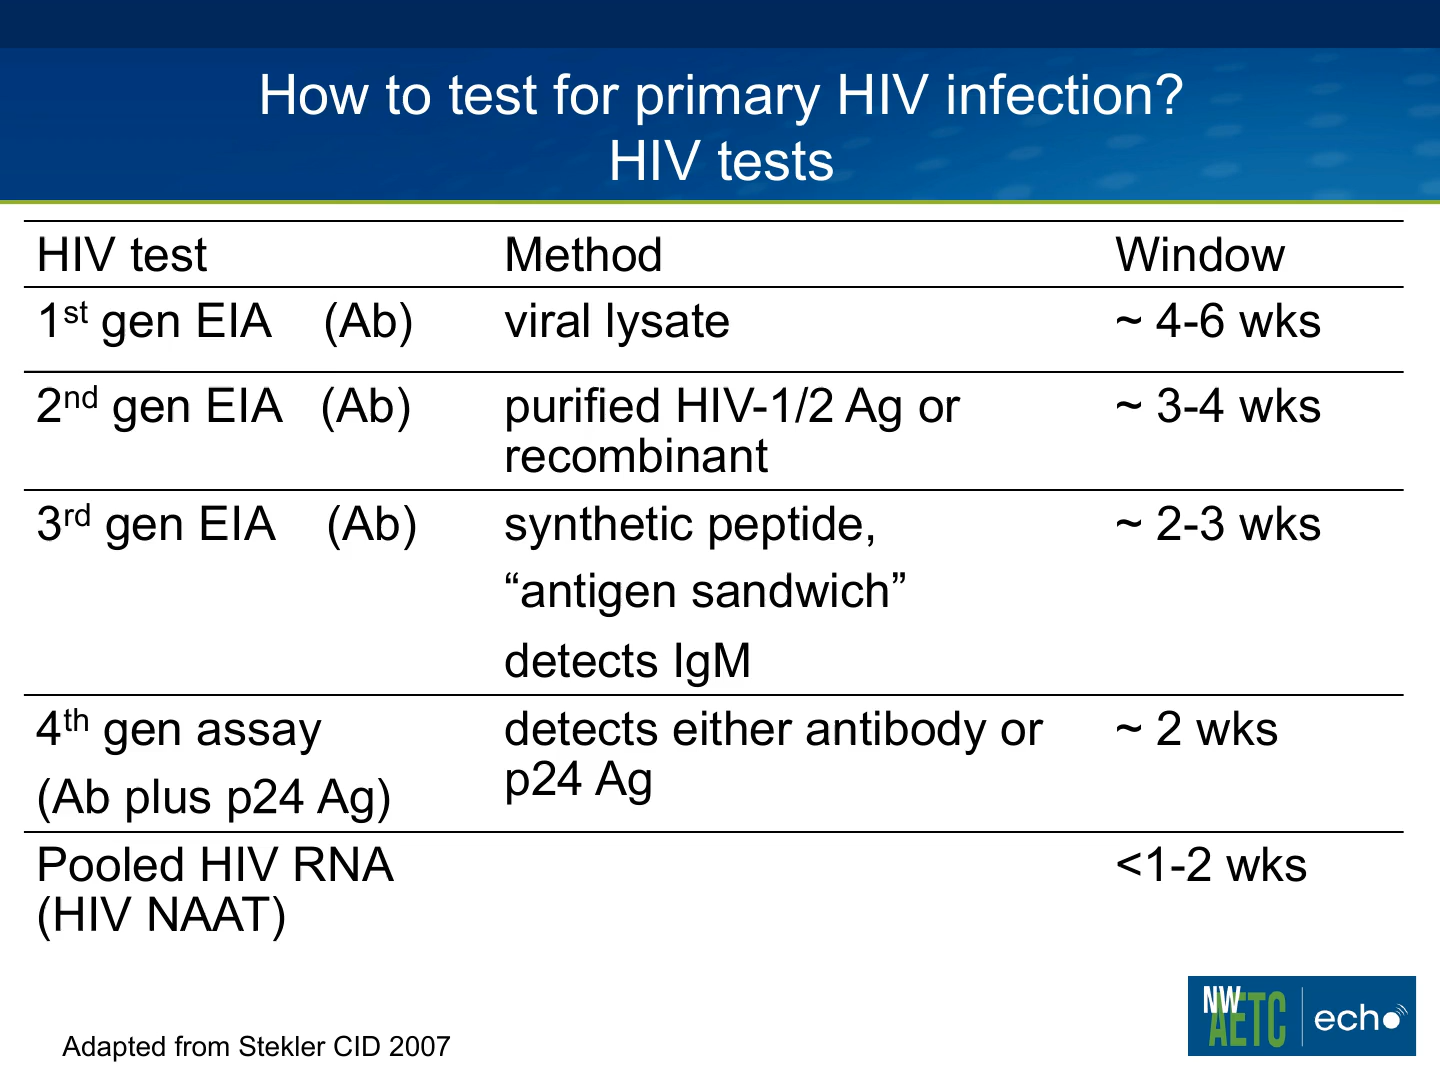 How to test for primary HIV infection?
HIV tests
HIV test Method Window
1st gen EIA (Ab) viral lysate ~ 4-6 wks
2nd gen EIA (Ab) purified HIV-1/2 Ag or ~ 3-4 wks
recombinant
3rd gen EIA (Ab) synthetic peptide, ~ 2-3 wks
“antigen sandwich”
detects IgM
4th gen assay detects either antibody or ~ 2 wks
p24 Ag
(Ab plus p24 Ag)
Pooled HIV RNA <1-2 wks
(HIV NAAT)
NW
AETC echo
Adapted from Stekler CID 2007